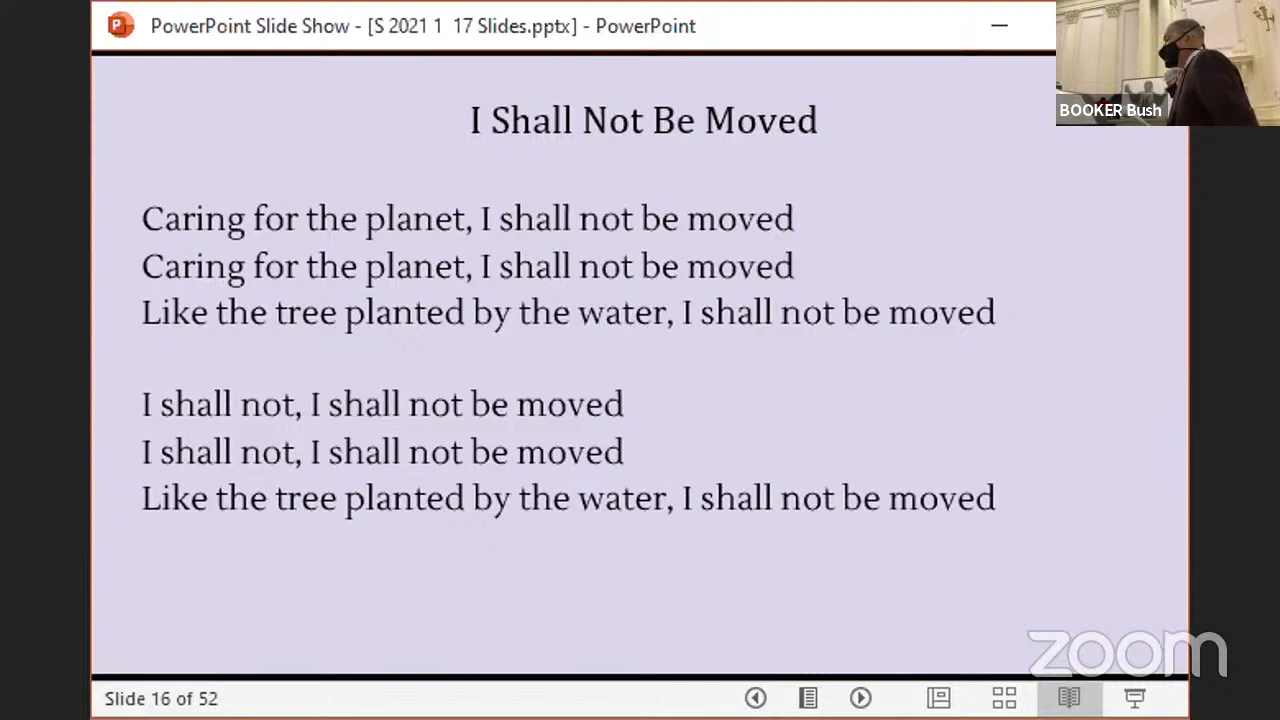 PowerPoint Slide Show - [S 2021 1 17 Slides.pptx] - PowerPoint
BOOKER Bush
I Shall Not Be Moved
Caring for the planet, I shall not be moved
Caring for the planet, I shall not be moved
Like the tree planted by the water, I shall not be moved
I shall not, I shall not be moved
I shall not, I shall not be moved
Like the tree planted by the water, I shall not be moved
zoom
Slide 16 of 52